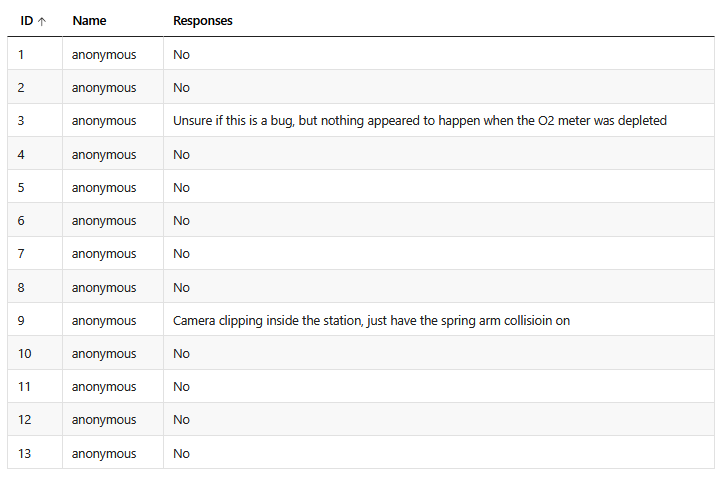 ID ↑ Name Responses
1 anonymous No
2 anonymous No
3 anonymous Unsure if this is a bug, but nothing appeared to happen when the O2 meter was depleted
4 anonymous No
5 anonymous No
6 anonymous No
7 anonymous No
8 anonymous No
9 anonymous Camera clipping inside the station, just have the spring arm collisioin on
10 anonymous No
11 anonymous No
12 anonymous No
13 anonymous No